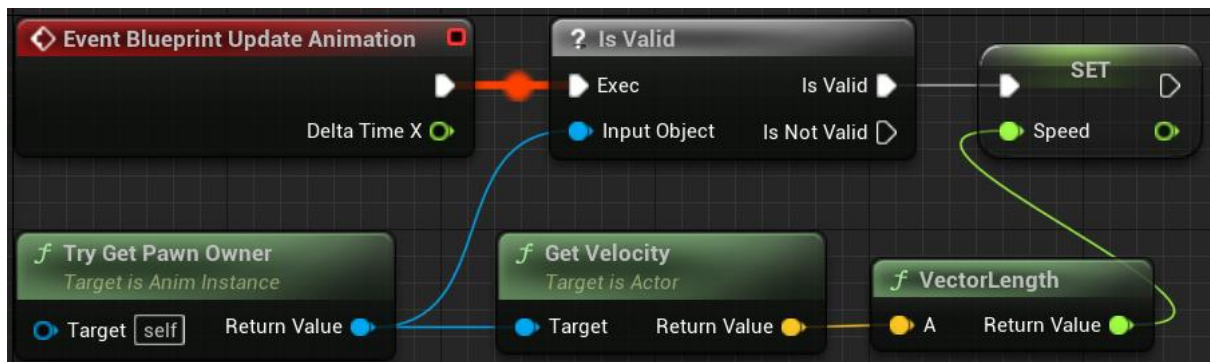 Event Blueprint Update Animation
Delta Time X
? Is Valid
Exec
Is Valid
Input Object
Is Not Valid
SET
Speed
f Try Get Pawn Owner
Target is Anim Instance
Target self
Return Value
f Get Velocity
Target is Actor
Target
Return Value
f VectorLength
A
Return Value